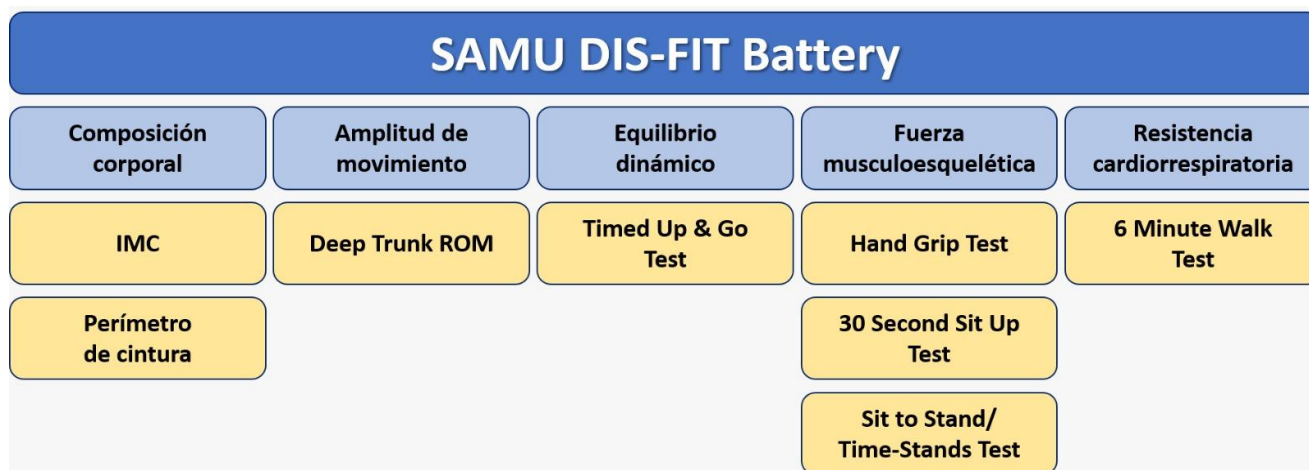 SAMU DIS-FIT Battery
Composición
corporal
Amplitud de
movimiento
Equilibrio
dinámico
Fuerza
musculoesquelética
Resistencia
cardiorrespiratoria
IMC
Deep Trunk ROM
Timed Up & Go
Test
Hand Grip Test
6 Minute Walk
Test
Perímetro
de cintura
30 Second Sit Up
Test
Sit to Stand/
Time-Stands Test